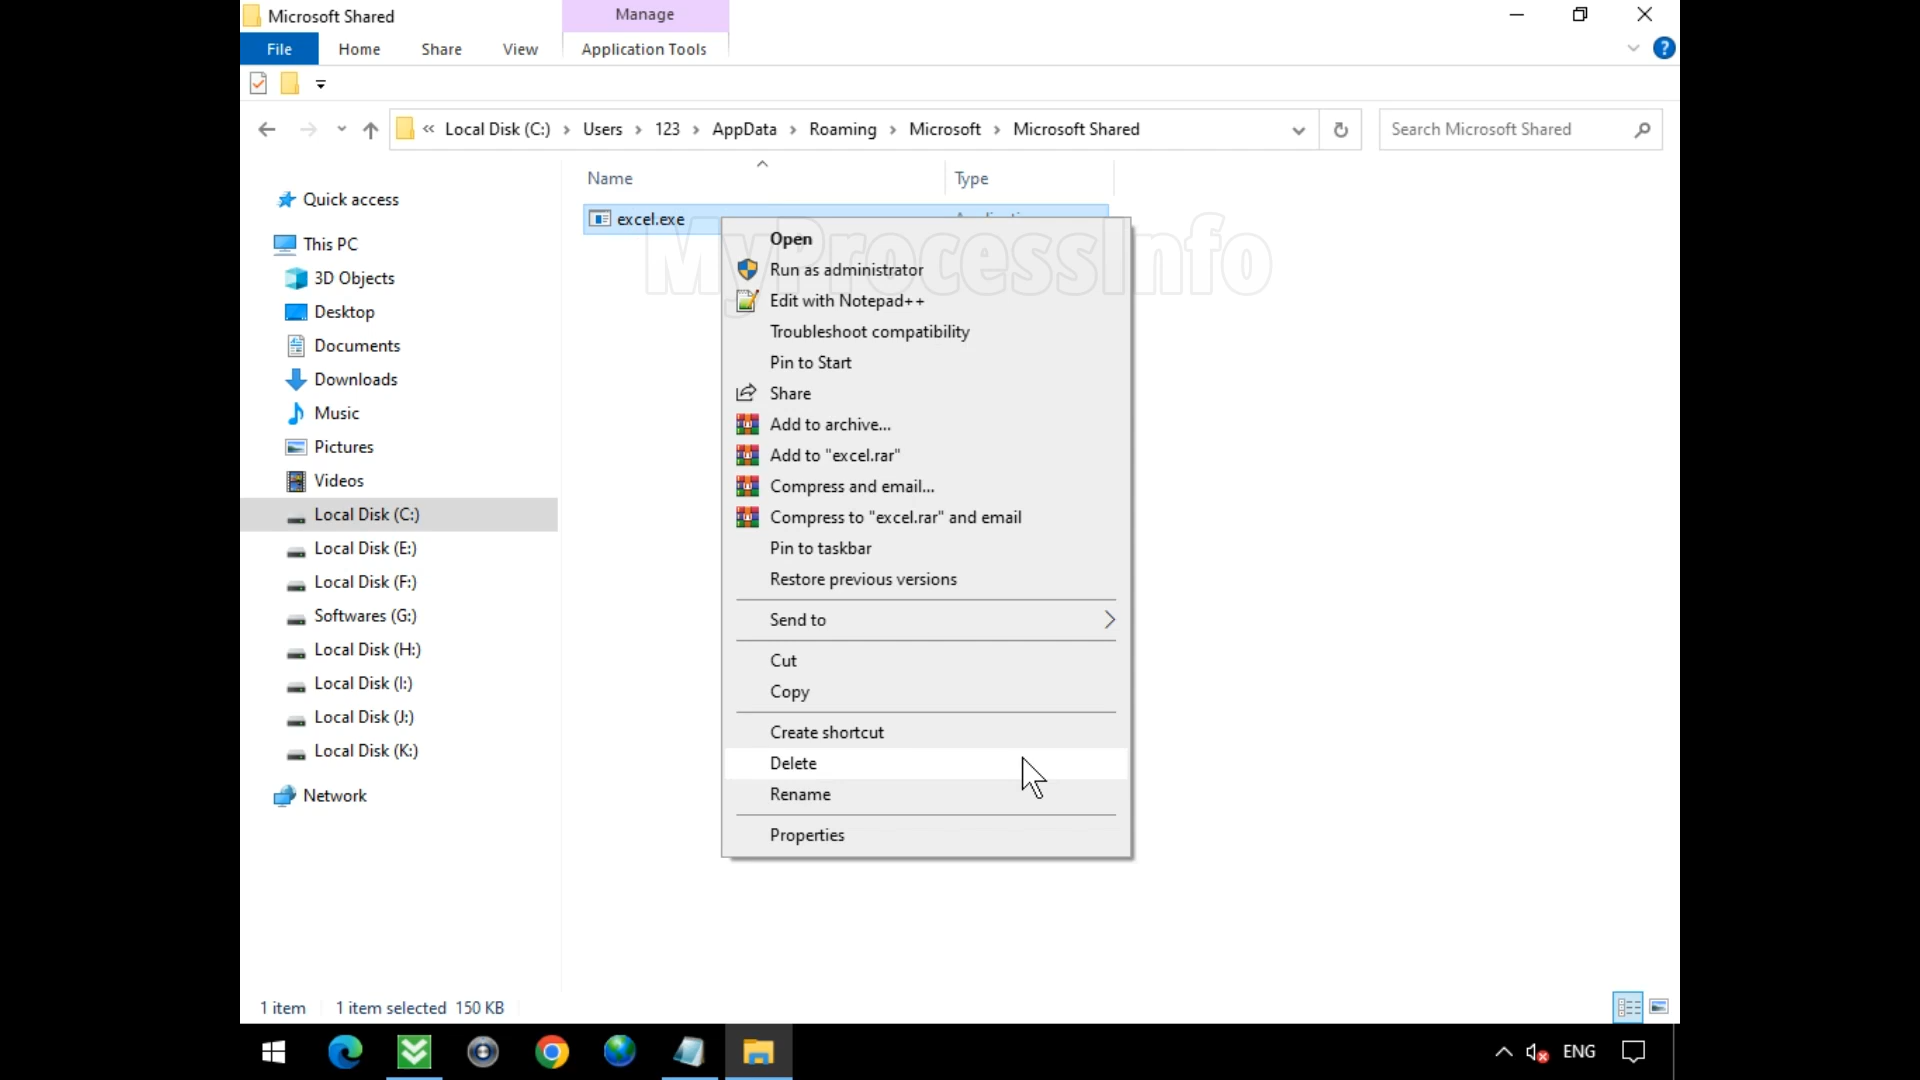 Microsoft Shared
Manage
File
Home
Share
View
Application Tools
« Local Disk (C:) › Users › 123 › AppData › Roaming › Microsoft › Microsoft Shared
Search Microsoft Shared
Name
Type
Quick access
This PC
3D Objects
Desktop
Documents
Downloads
Music
Pictures
Videos
Local Disk (C:)
Local Disk (E:)
Local Disk (F:)
Softwares (G:)
Local Disk (H:)
Local Disk (I:)
Local Disk (J:)
Local Disk (K:)
Network
excel.exe
MyProcessInfo
Open
Run as administrator
Edit with Notepad++
Troubleshoot compatibility
Pin to Start
Share
Add to archive...
Add to "excel.rar"
Compress and email...
Compress to "excel.rar" and email
Pin to taskbar
Restore previous versions
Send to
Cut
Copy
Create shortcut
Delete
Rename
Properties
1 item
1 item selected 150 KB
ENG